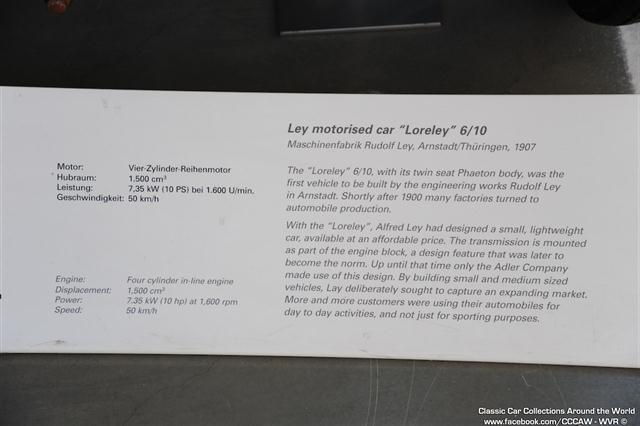 Ley motorised car "Loreley" 6/10
Maschinenfabrik Rudolf Ley, Arnstadt/Thüringen, 1907
Motor: Vier-Zylinder-Reihenmotor
Hubraum: 1.500 cm³
Leistung: 7,35 kW (10 PS) bei 1.600 U/min.
Geschwindigkeit: 50 km/h
The "Loreley" 6/10, with its twin seat Phaeton body, was the
first vehicle to be built by the engineering works Rudolf Ley
in Arnstadt. Shortly after 1900 many factories turned to
automobile production.
With the "Loreley", Alfred Ley had designed a small, lightweight
car, available at an affordable price. The transmission is mounted
as part of the engine block, a design feature that was later to
become the norm. Up until that time only the Adler Company
made use of this design. By building small and medium sized
vehicles, Lay deliberately sought to capture an expanding market.
More and more customers were using their automobiles for
day to day activities, and not just for sporting purposes.
Engine: Four cylinder in-line engine
Displacement: 1,500 cm³
Power: 7.35 kW (10 hp) at 1,600 rpm
Speed: 50 km/h
Classic Car Collections Around the World
www.facebook.com/CCCAW - WVR ©